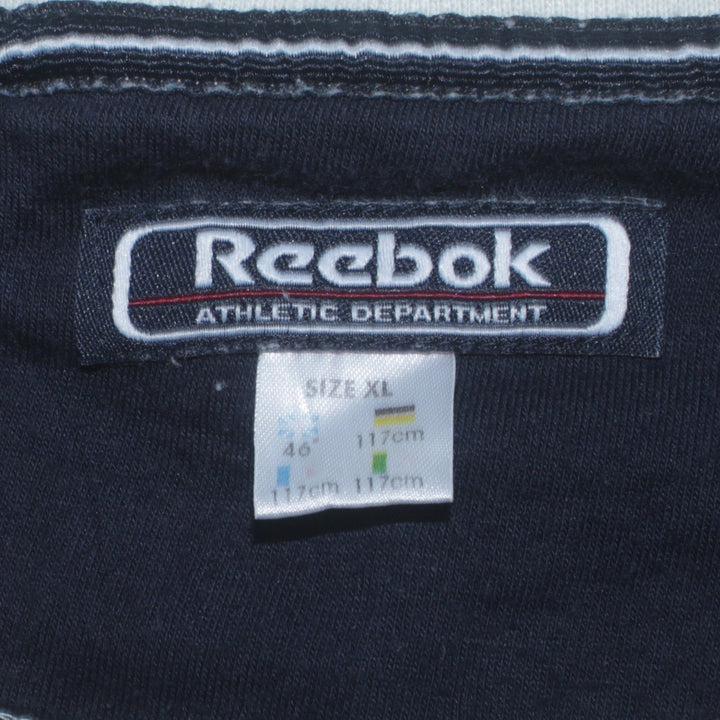 Reebok
ATHLETIC DEPARTMENT
SIZE XL
46
117cm
117cm
117cm